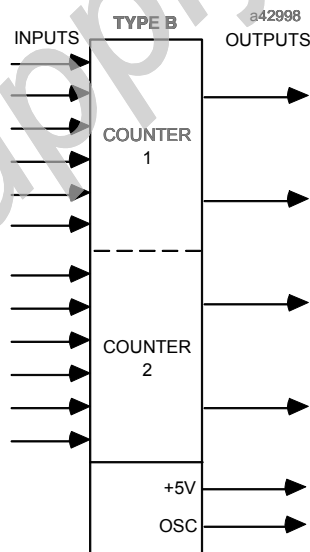 TYPE B
a42998
INPUTS
OUTPUTS
COUNTER
1
COUNTER
2
+5V
OSC